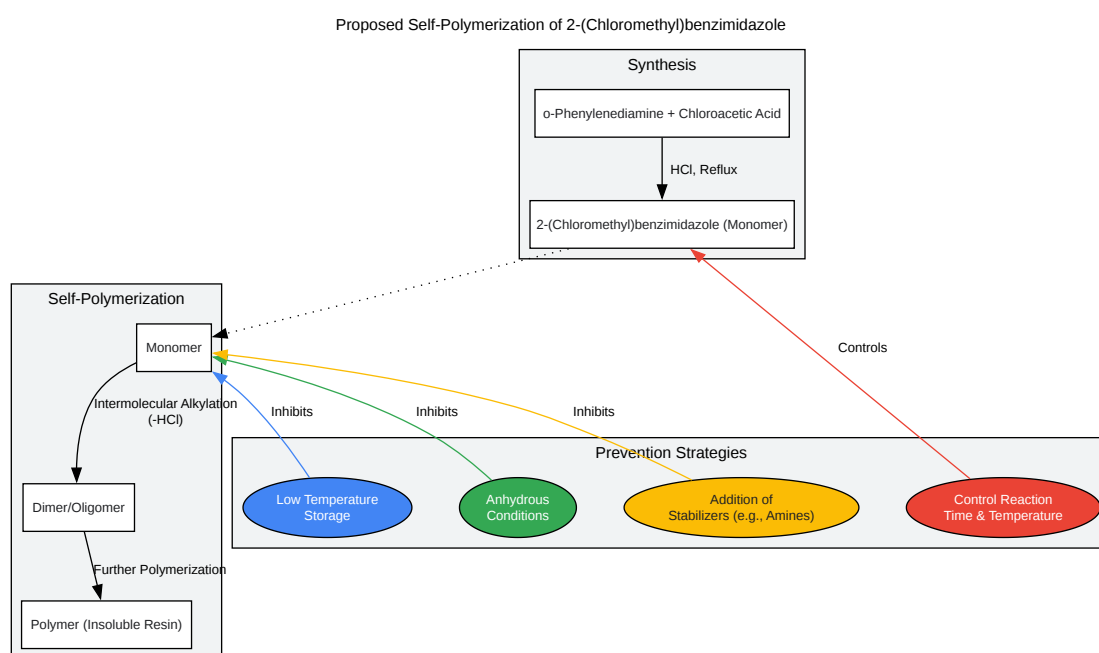 Proposed Self-Polymerization of 2-(Chloromethyl)benzimidazole
Synthesis
o-Phenylenediamine + Chloroacetic Acid
HCl, Reflux
2-(Chloromethyl)benzimidazole (Monomer)
Self-Polymerization
Monomer
Controls
Intermolecular Alkylation
(-HCl)
Inhibits
Inhibits
Inhibits
Prevention Strategies
Low Temperature
Storage
Anhydrous
Conditions
Addition of
Stabilizers (e.g., Amines)
Control Reaction
Time & Temperature
Dimer/Oligomer
Further Polymerization
Polymer (Insoluble Resin)